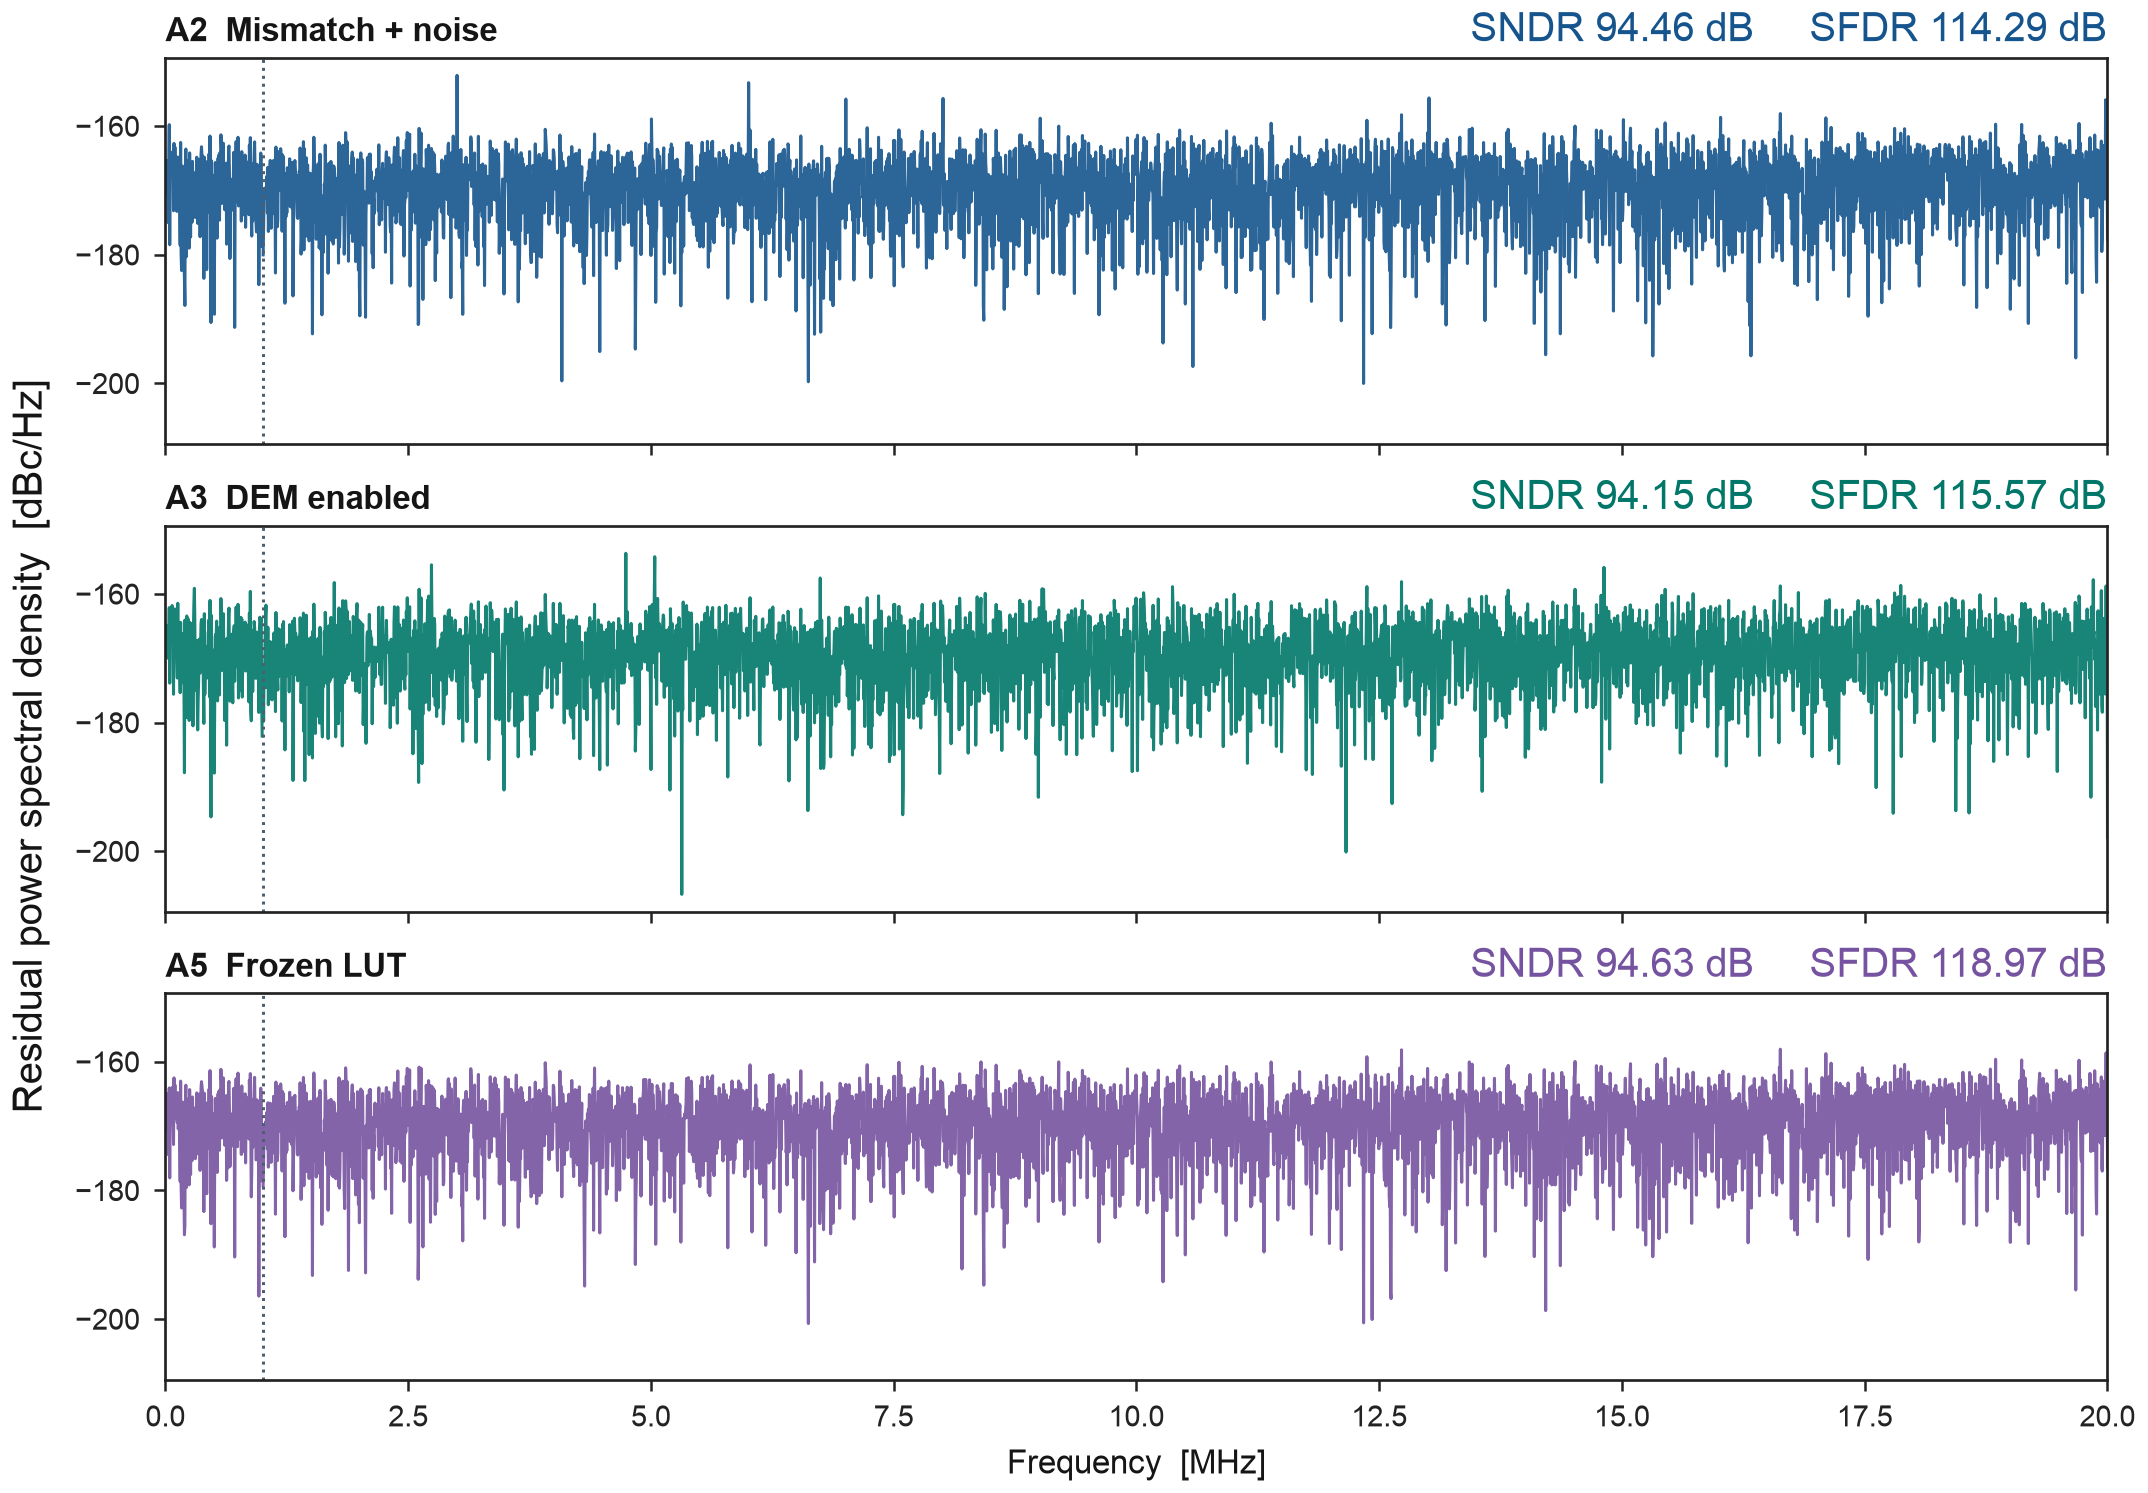 A2 Mismatch + noise SNDR 94.46 dB SFDR 114.29 dB
−160
−180
−200
A3 DEM enabled SNDR 94.15 dB SFDR 115.57 dB
−160
−180
−200
Residual power spectral density [dBc/Hz]
A5 Frozen LUT SNDR 94.63 dB SFDR 118.97 dB
−160
−180
−200
0.0 2.5 5.0 7.5 10.0 12.5 15.0 17.5 20.0
Frequency [MHz]